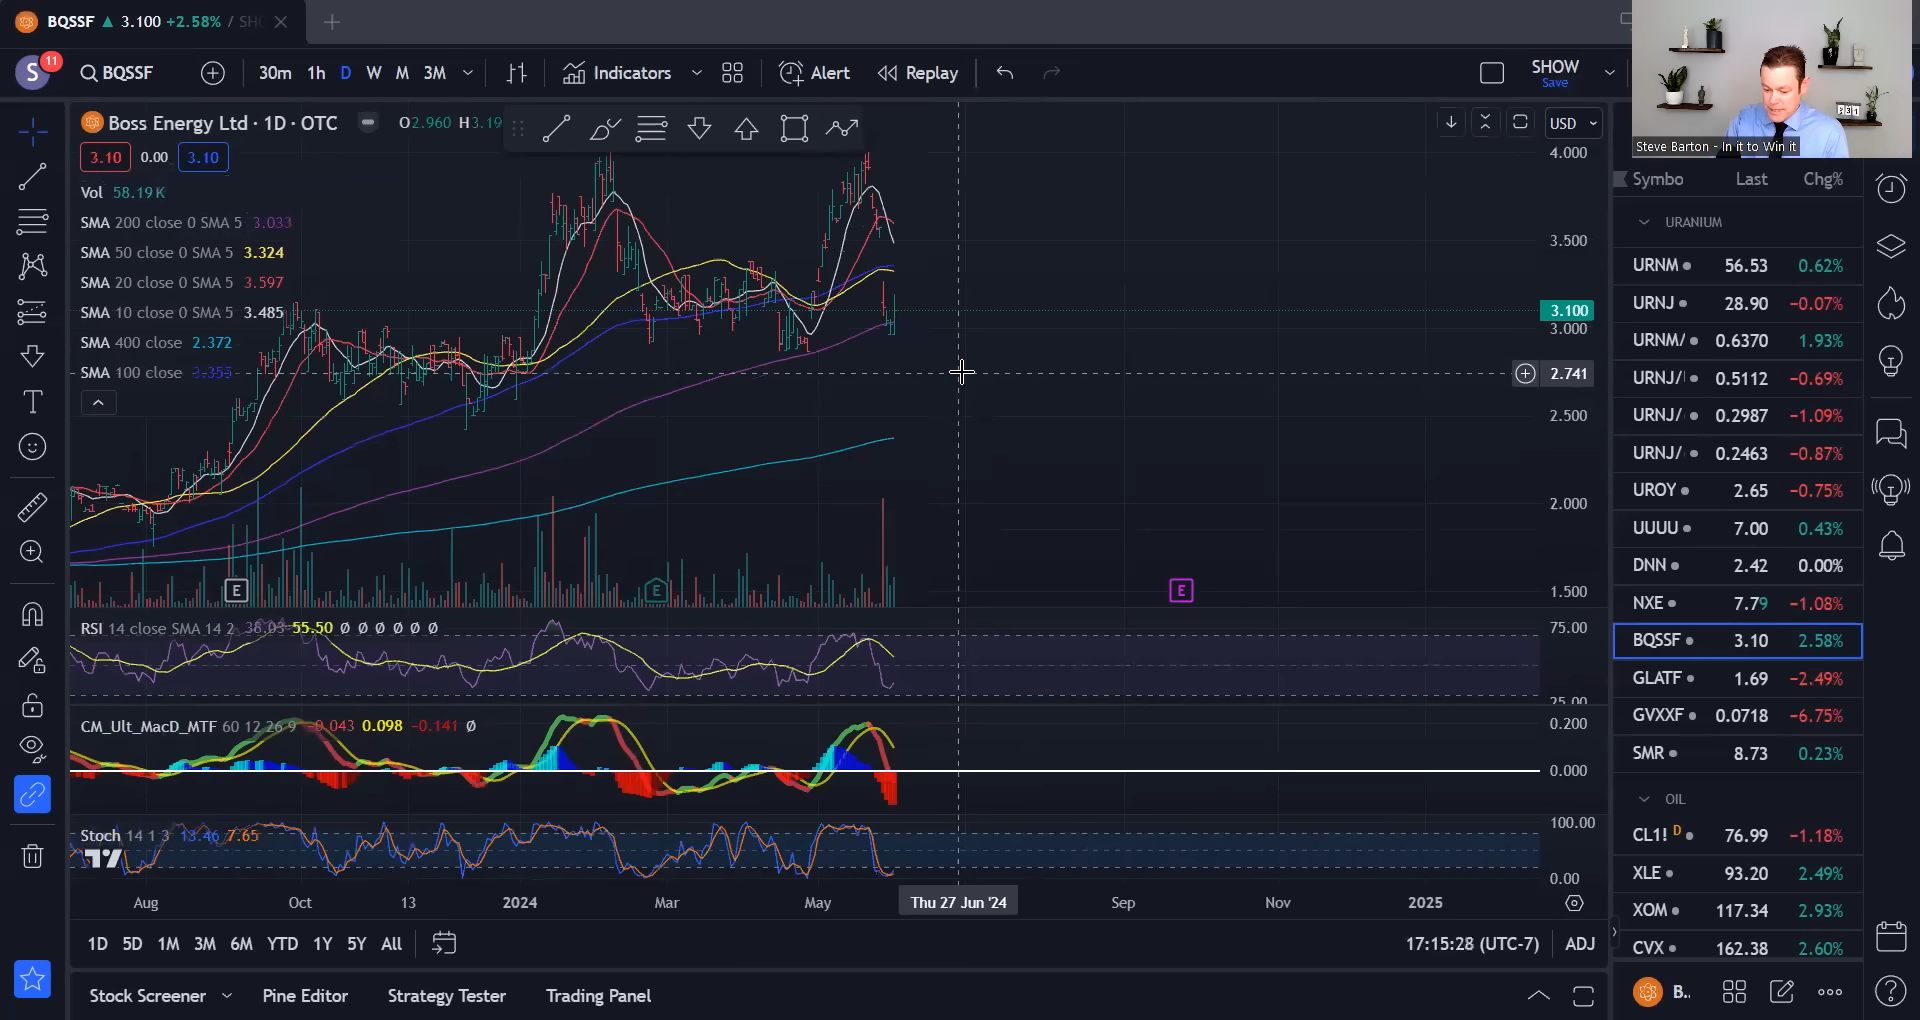 BQSSF ▲ 3.100 +2.58% /
S 11 BQSSF 30m 1h D W M 3M Indicators Alert Replay SHOW
Save
Steve Barton - In it to Win it
Boss Energy Ltd · 1D · OTC O2.960 H3.19
USD
3.10 0.00 3.10
Vol 58.19K
SMA 200 close 0 SMA 5 3.033
SMA 50 close 0 SMA 5 3.324
SMA 20 close 0 SMA 5 3.597
SMA 10 close 0 SMA 5 3.485
SMA 400 close 2.372
SMA 100 close 3.355
4.000
3.500
3.100
3.000
2.741
2.500
2.000
1.500
E E E
RSI 14 close SMA 14 2 38.03 55.50 Ø Ø Ø Ø Ø Ø
75.00
25.00
CM_Ult_MacD_MTF 60 12 26 9 −0.043 0.098 −0.141 Ø
0.200
0.000
Stoch 14 1 3 13.46 7.65
100.00
0.00
Aug Oct 13 2024 Mar May Thu 27 Jun '24 Sep Nov 2025
1D 5D 1M 3M 6M YTD 1Y 5Y All 17:15:28 (UTC-7) ADJ
Stock Screener Pine Editor Strategy Tester Trading Panel
Symbo Last Chg%
URANIUM
URNM 56.53 0.62%
URNJ 28.90 −0.07%
URNM/ 0.6370 1.93%
URNJ/ 0.5112 −0.69%
URNJ/ 0.2987 −1.09%
URNJ/ 0.2463 −0.87%
UROY 2.65 −0.75%
UUUU 7.00 0.43%
DNN 2.42 0.00%
NXE 7.79 −1.08%
BQSSF 3.10 2.58%
GLATF 1.69 −2.49%
GVXXF 0.0718 −6.75%
SMR 8.73 0.23%
OIL
CL1! D 76.99 −1.18%
XLE 93.20 2.49%
XOM 117.34 2.93%
CVX 162.38 2.60%
B..